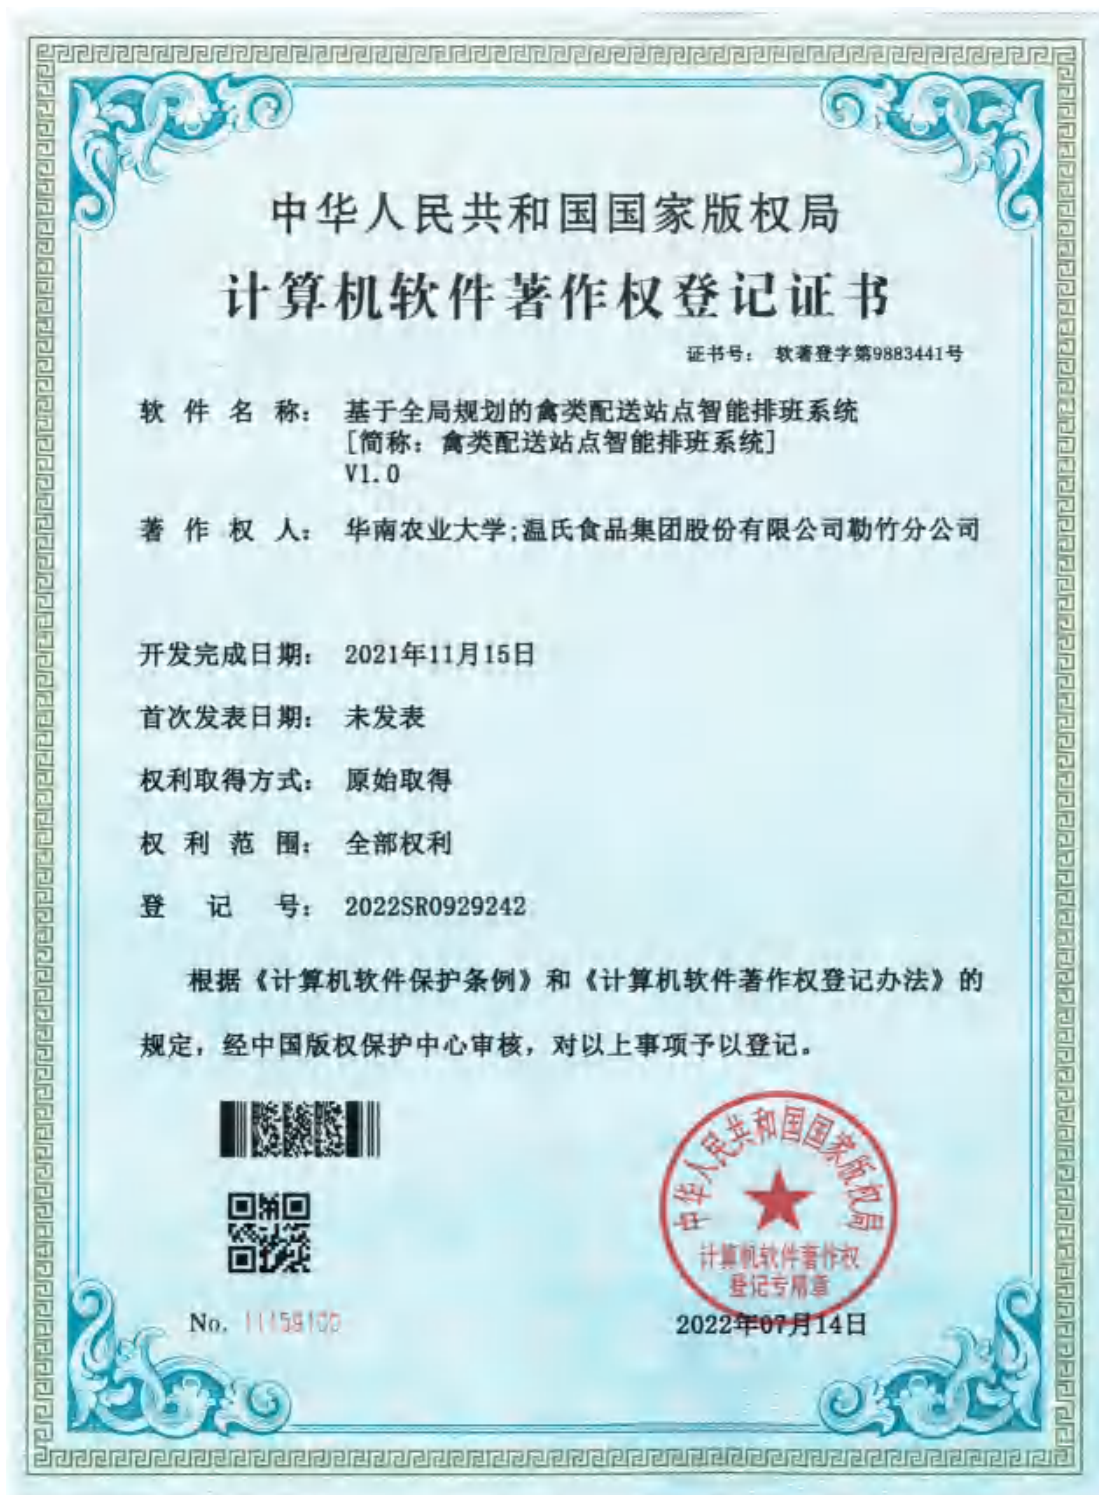 中华人民共和国国家版权局
计算机软件著作权登记证书
证书号： 软著登字第9883441号
软件名称： 基于全局规划的禽类配送站点智能排班系统
[简称：禽类配送站点智能排班系统]
V1.0
著作权人： 华南农业大学;温氏食品集团股份有限公司勒竹分公司
开发完成日期： 2021年11月15日
首次发表日期： 未发表
权利取得方式： 原始取得
权利范围： 全部权利
登记号： 2022SR0929242
根据《计算机软件保护条例》和《计算机软件著作权登记办法》的
规定，经中国版权保护中心审核，对以上事项予以登记。
中华人民共和国国家版权局
计算机软件著作权
登记专用章
No.
2022年07月14日